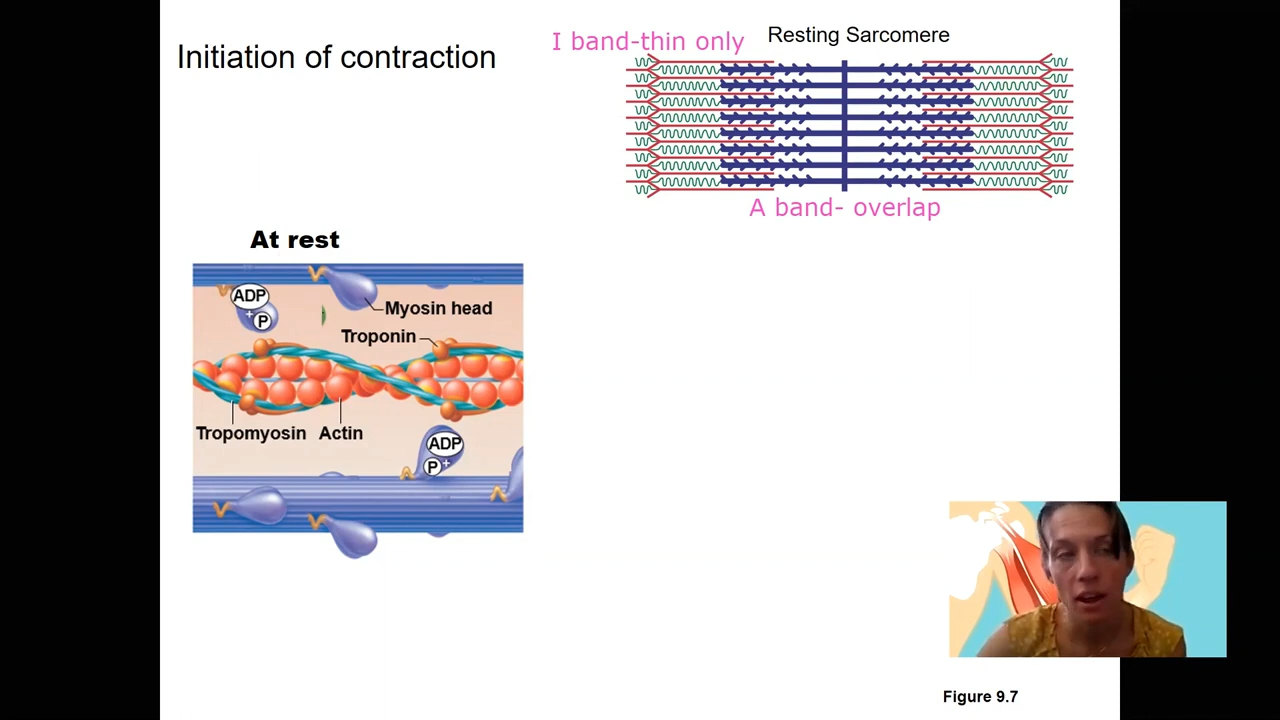 Initiation of contraction
I band-thin only
Resting Sarcomere
A band- overlap
At rest
ADP
+
P
Myosin head
Troponin
Tropomyosin
Actin
ADP
P +
Figure 9.7